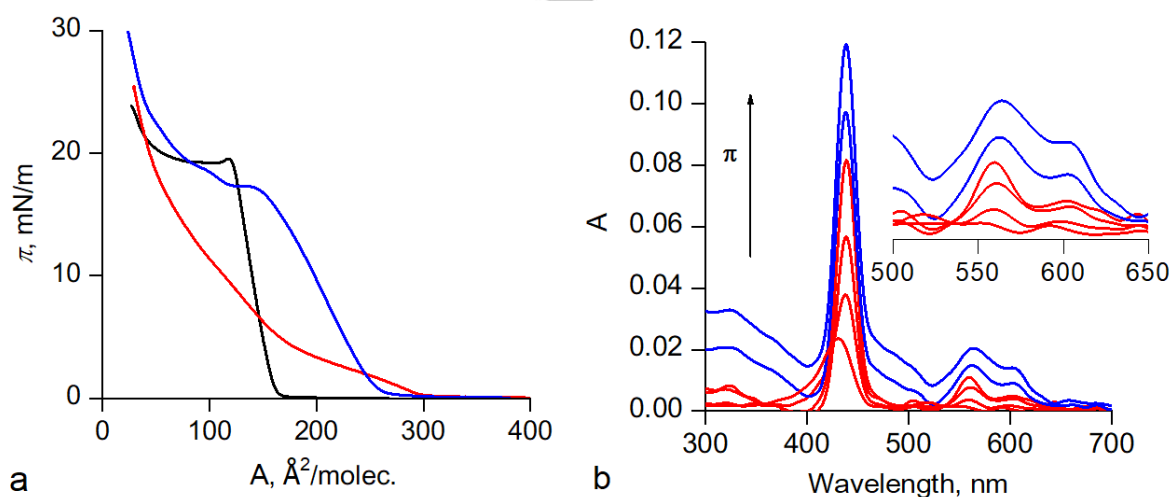 30
20
10
0
π, mN/m
0 100 200 300 400
A, Å²/molec.
a
0.12
0.10
0.08
0.06
0.04
0.02
0.00
A
π
500 550 600 650
300 400 500 600 700
Wavelength, nm
b